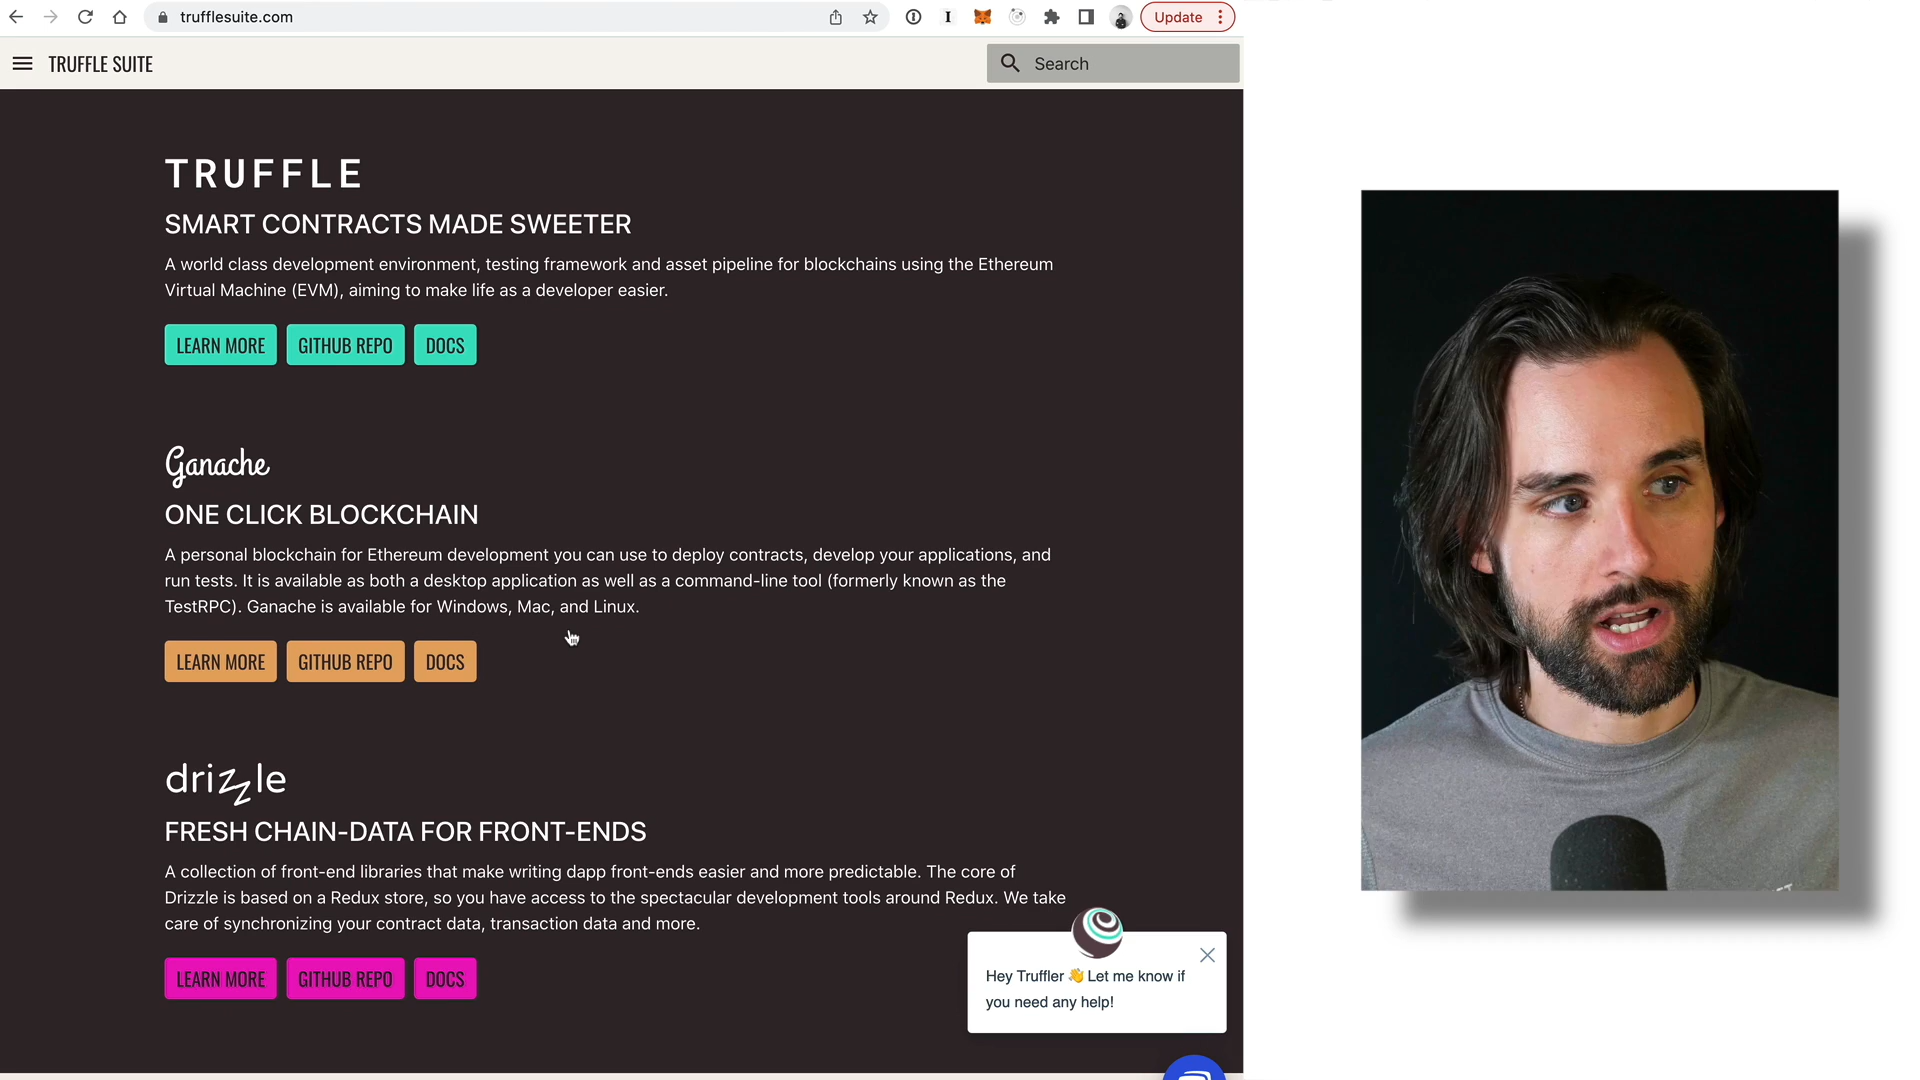 trufflesuite.com
Update
TRUFFLE SUITE
Search
TRUFFLE
SMART CONTRACTS MADE SWEETER
A world class development environment, testing framework and asset pipeline for blockchains using the Ethereum
Virtual Machine (EVM), aiming to make life as a developer easier.
LEARN MORE GITHUB REPO DOCS
Ganache
ONE CLICK BLOCKCHAIN
A personal blockchain for Ethereum development you can use to deploy contracts, develop your applications, and
run tests. It is available as both a desktop application as well as a command-line tool (formerly known as the
TestRPC). Ganache is available for Windows, Mac, and Linux.
LEARN MORE GITHUB REPO DOCS
drizzle
FRESH CHAIN-DATA FOR FRONT-ENDS
A collection of front-end libraries that make writing dapp front-ends easier and more predictable. The core of
Drizzle is based on a Redux store, so you have access to the spectacular development tools around Redux. We take
care of synchronizing your contract data, transaction data and more.
LEARN MORE GITHUB REPO DOCS
Hey Truffler 👋 Let me know if
you need any help!